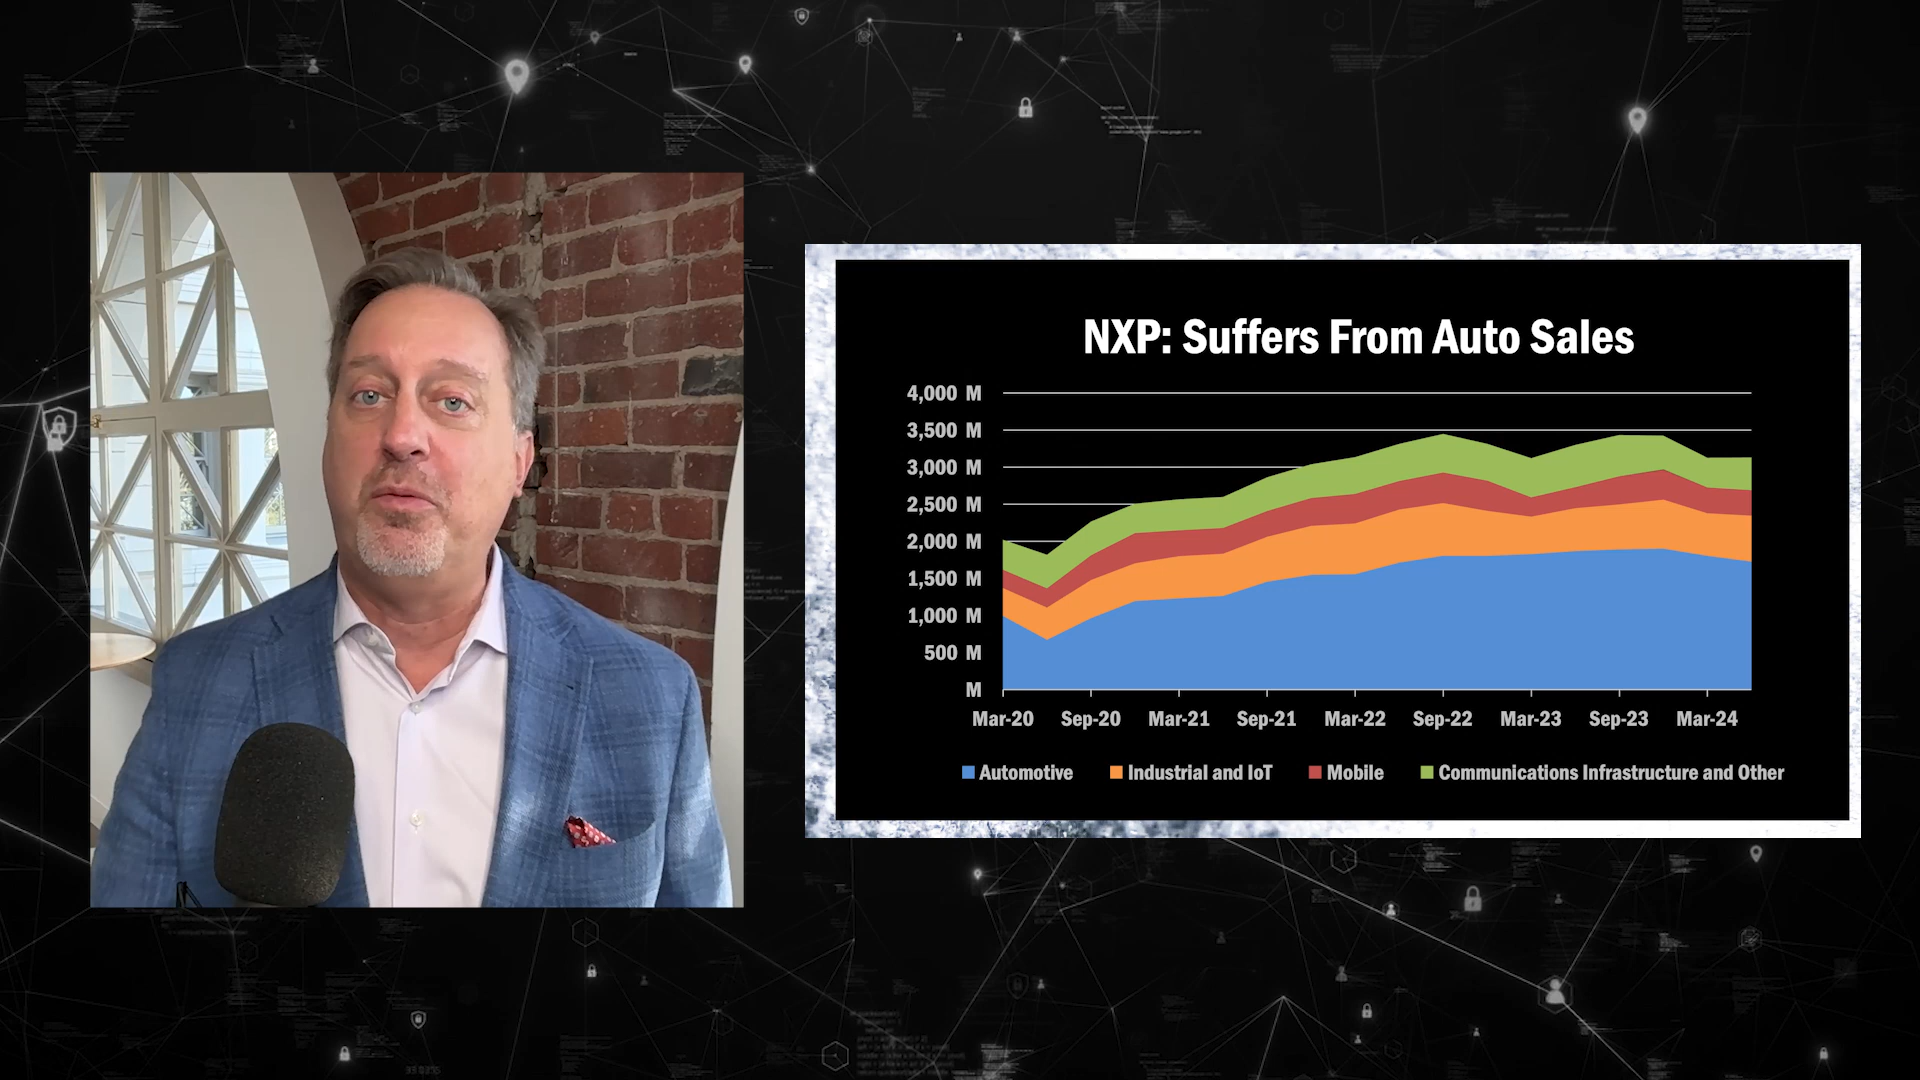 NXP: Suffers From Auto Sales
4,000 M
3,500 M
3,000 M
2,500 M
2,000 M
1,500 M
1,000 M
500 M
M
Mar-20 Sep-20 Mar-21 Sep-21 Mar-22 Sep-22 Mar-23 Sep-23 Mar-24
Automotive Industrial and IoT Mobile Communications Infrastructure and Other